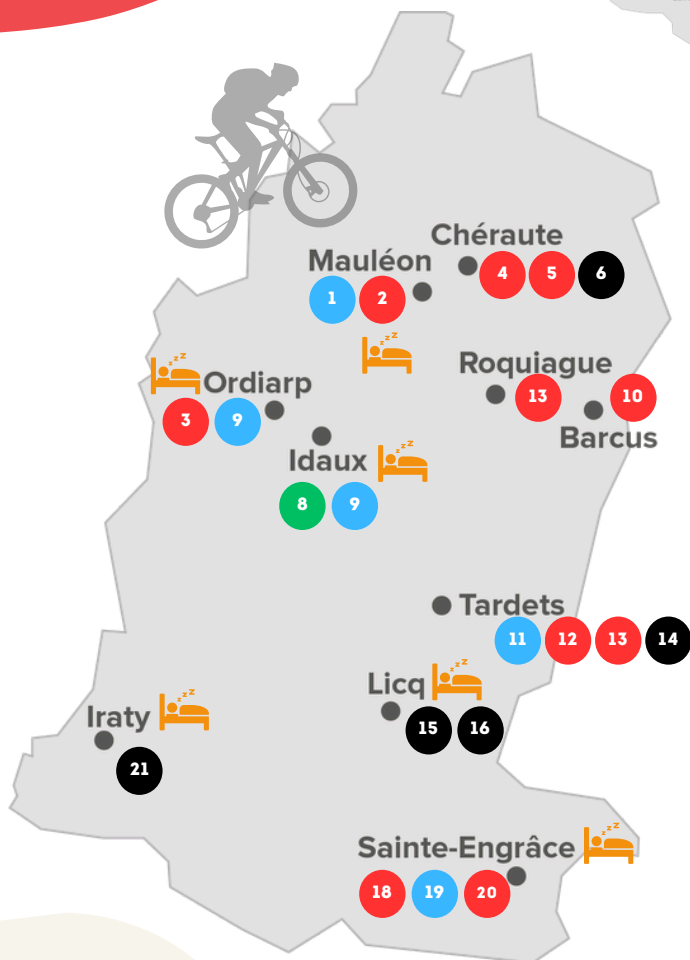 Chéraute
4 5 6
Mauléon
1 2
Roquiague
13
10
Barcus
Ordiarp
3 9
Idaux
8 9
Tardets
11 12 13 14
Licq
15 16
Iraty
21
Sainte-Engrâce
18 19 20